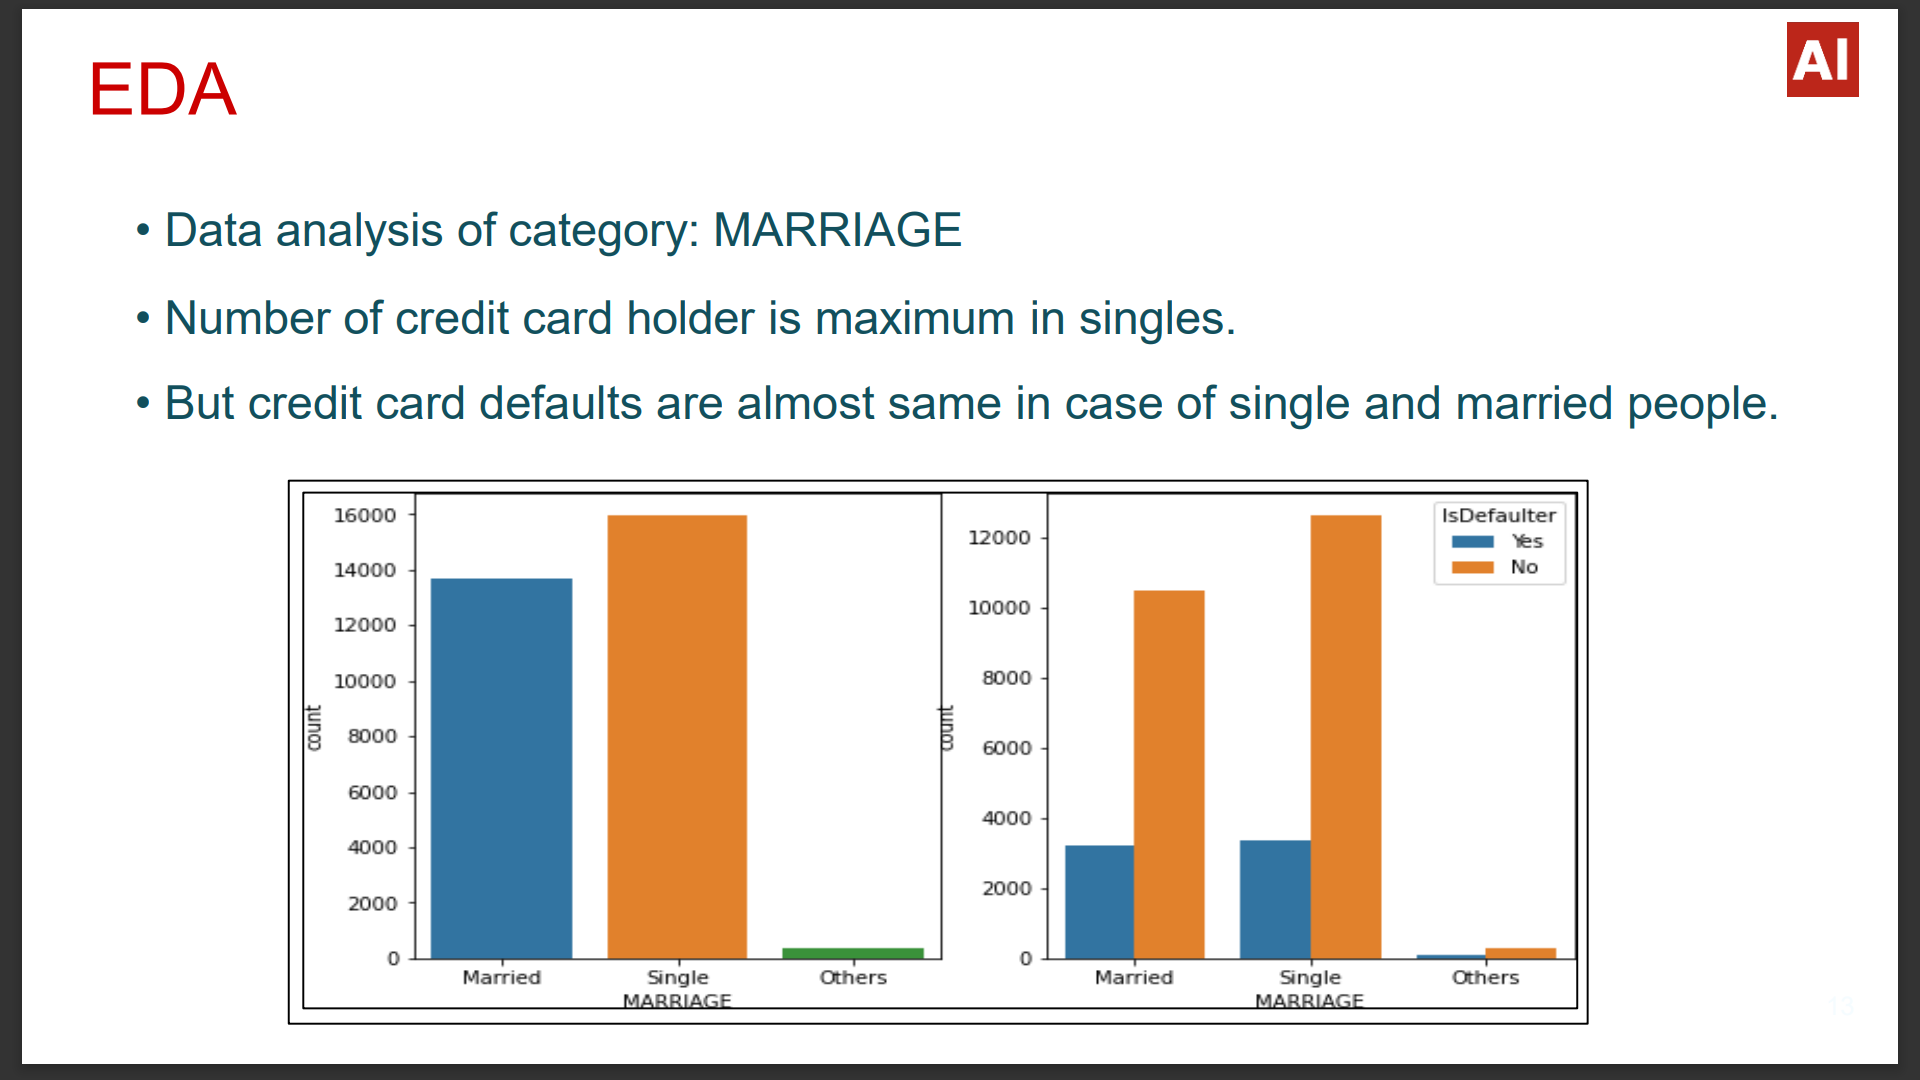 EDA
AI
• Data analysis of category: MARRIAGE
• Number of credit card holder is maximum in singles.
• But credit card defaults are almost same in case of single and married people.
16000
14000
12000
10000
8000
6000
4000
2000
0
count
Married Single Others
MARRIAGE
12000
10000
8000
6000
4000
2000
0
count
IsDefaulter
Yes
No
Married Single Others
MARRIAGE
13